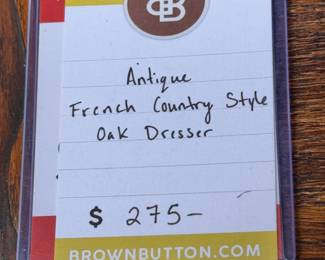 B
Antique
French Country Style
Oak Dresser
$ 275-
BROWNBUTTON.COM